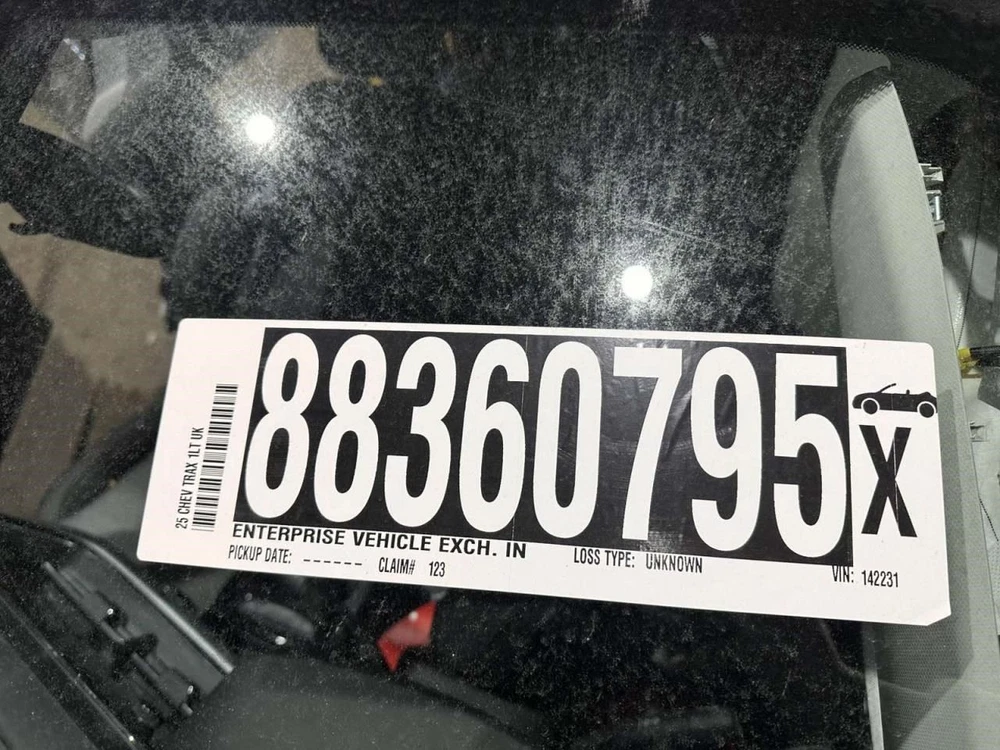 25 CHEV TRAX 1LT UK
88360795
X
ENTERPRISE VEHICLE EXCH. IN
PICKUP DATE: ------ CLAIM# 123 LOSS TYPE: UNKNOWN VIN: 142231